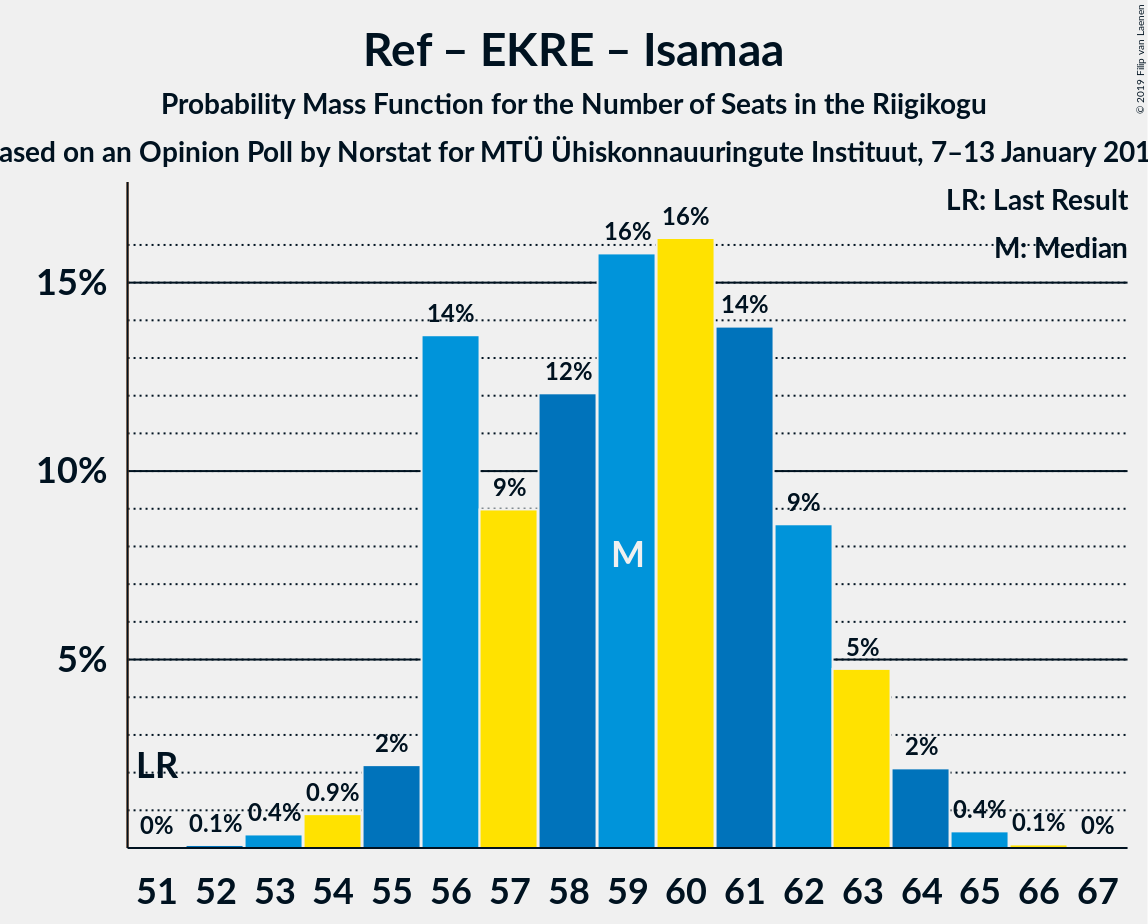 Ref – EKRE – Isamaa
Probability Mass Function for the Number of Seats in the Riigikogu
ased on an Opinion Poll by Norstat for MTÜ Ühiskonnauuringute Instituut, 7–13 January 201
© 2019 Filip van Laenen
LR: Last Result
M: Median
15%
10%
5%
LR
0%
0.1%
0.4%
0.9%
2%
14%
9%
12%
16%
M
16%
14%
9%
5%
2%
0.4%
0.1%
0%
51 52 53 54 55 56 57 58 59 60 61 62 63 64 65 66 67